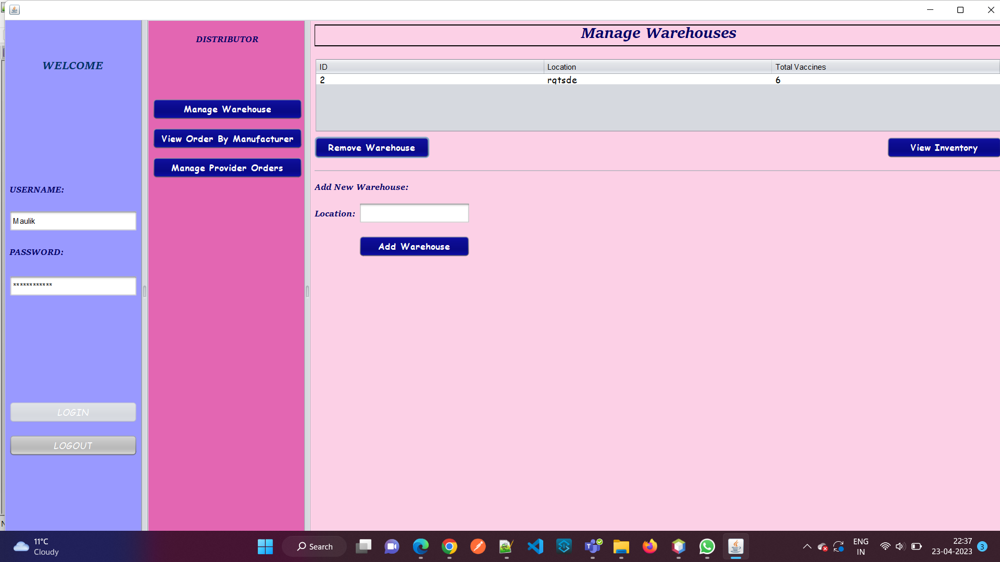 WELCOME
USERNAME:
Maulik
PASSWORD:
************
LOGIN
LOGOUT
DISTRIBUTOR
Manage Warehouse
View Order By Manufacturer
Manage Provider Orders
Manage Warehouses
ID Location Total Vaccines
2 rqtsde 6
Remove Warehouse View Inventory
Add New Warehouse:
Location:
Add Warehouse
11°C
Cloudy
Search
ENG
IN
22:37
23-04-2023
3